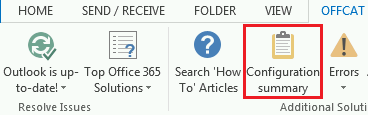 HOME SEND / RECEIVE FOLDER VIEW OFFCAT
Outlook is up-to-date! Top Office 365 Solutions Search 'How To' Articles Configuration summary Errors
Resolve Issues Additional Solutio